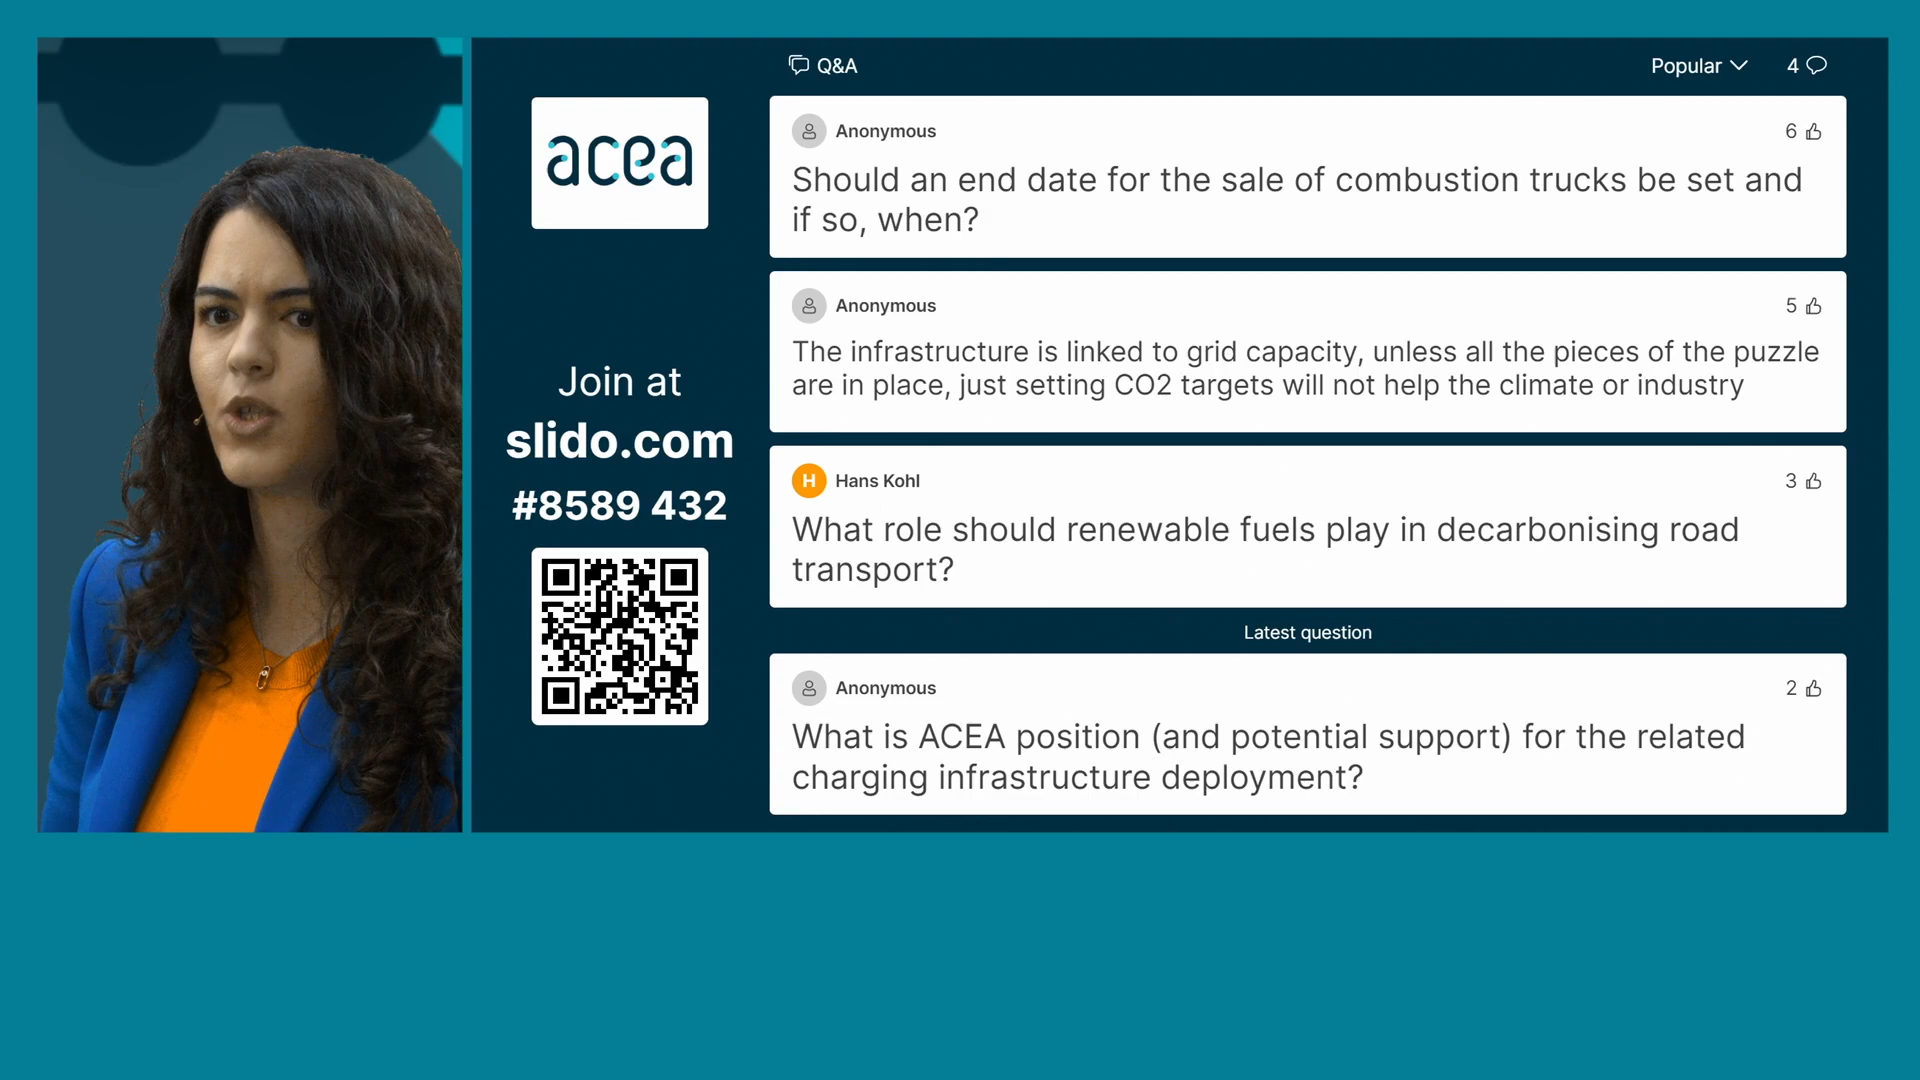 Q&A
Popular
4
acea
Anonymous
6
Should an end date for the sale of combustion trucks be set and
if so, when?
Anonymous
5
The infrastructure is linked to grid capacity, unless all the pieces of the puzzle
are in place, just setting CO2 targets will not help the climate or industry
Join at
slido.com
#8589 432
H
Hans Kohl
3
What role should renewable fuels play in decarbonising road
transport?
Latest question
Anonymous
2
What is ACEA position (and potential support) for the related
charging infrastructure deployment?